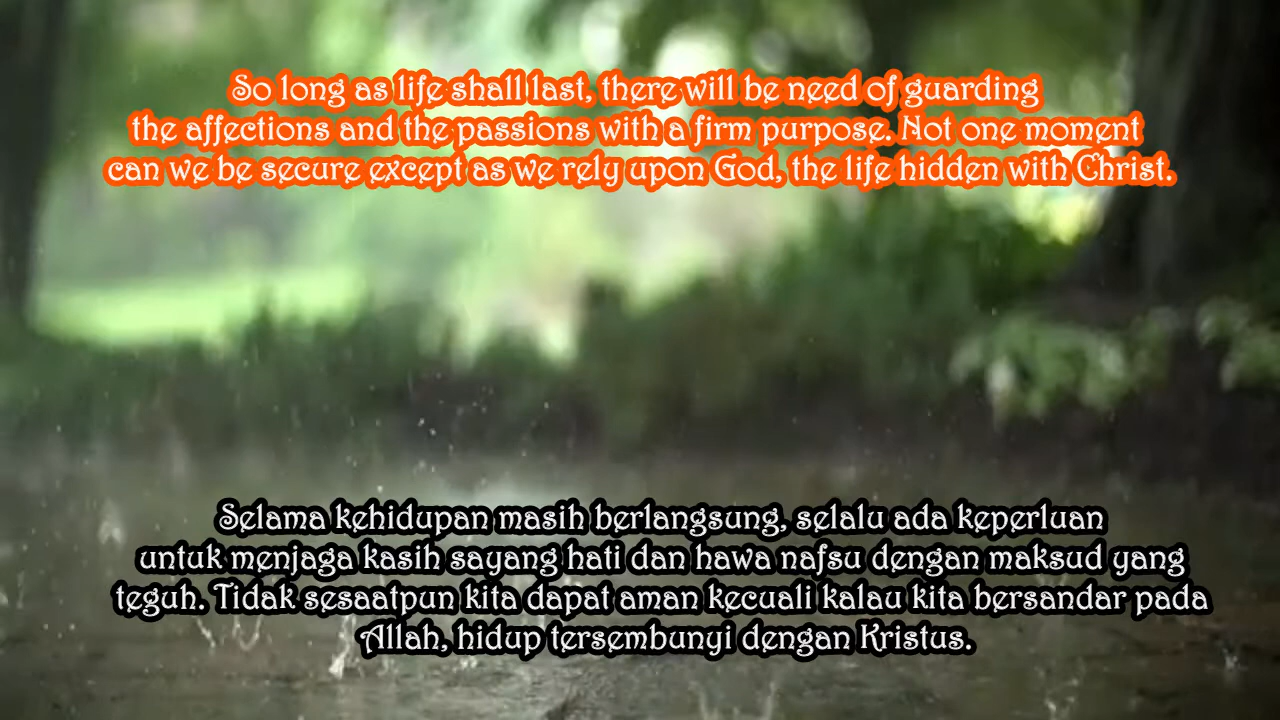 So long as life shall last, there will be need of guarding
the affections and the passions with a firm purpose. Not one moment
can we be secure except as we rely upon God, the life hidden with Christ.
Selama kehidupan masih berlangsung, selalu ada keperluan
untuk menjaga kasih sayang hati dan hawa nafsu dengan maksud yang
teguh. Tidak sesaatpun kita dapat aman kecuali kalau kita bersandar pada
Allah, hidup tersembunyi dengan Kristus.